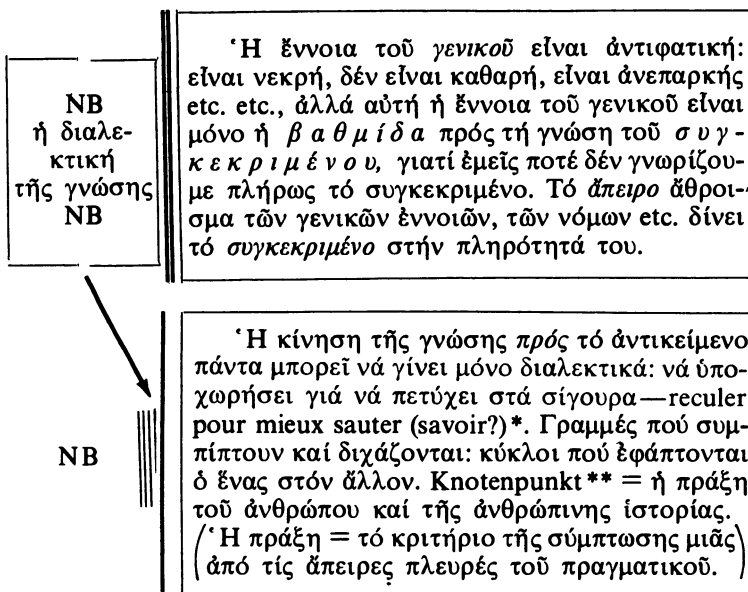 NB
ἡ διαλε-
κτική
τῆς γνώσης
NB
Ἡ ἔννοια τοῦ γενικοῦ εἶναι ἀντιφατική:
εἶναι νεκρή, δέν εἶναι καθαρή, εἶναι ἀνεπαρκής
etc. etc., ἀλλά αὐτή ἡ ἔννοια τοῦ γενικοῦ εἶναι
μόνο ἡ βαθμίδα πρός τή γνώση τοῦ συγ-
κεκριμένου, γιατί ἐμεῖς ποτέ δέν γνωρίζου-
με πλήρως τό συγκεκριμένο. Τό ἄπειρο ἄθροι-
σμα τῶν γενικῶν ἐννοιῶν, τῶν νόμων etc. δίνει
τό συγκεκριμένο στήν πληρότητά του.
NB
Ἡ κίνηση τῆς γνώσης πρός τό ἀντικείμενο
πάντα μπορεῖ νά γίνει μόνο διαλεκτικά: νά ὑπο-
χωρήσει γιά νά πετύχει στά σίγουρα—reculer
pour mieux sauter (savoir?)*. Γραμμές πού συμ-
πίπτουν καί διχάζονται: κύκλοι πού ἐφάπτονται
ὁ ἕνας στόν ἄλλον. Knotenpunkt** = ἡ πράξη
τοῦ ἀνθρώπου καί τῆς ἀνθρώπινης ἱστορίας.
(Ἡ πράξη = τό κριτήριο τῆς σύμπτωσης μιᾶς
ἀπό τίς ἄπειρες πλευρές τοῦ πραγματικοῦ.)